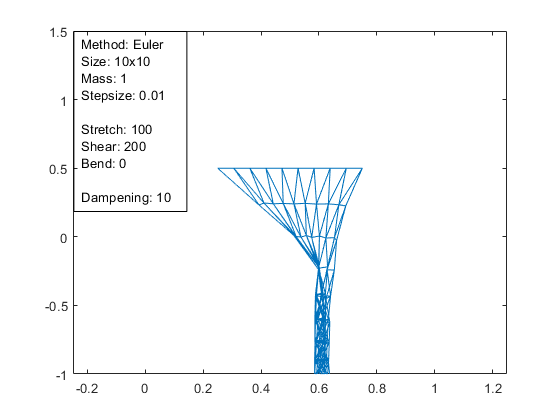 Method: Euler
Size: 10x10
Mass: 1
Stepsize: 0.01
Stretch: 100
Shear: 200
Bend: 0
Dampening: 10
1.5
1
0.5
0
-0.5
-1
-0.2 0 0.2 0.4 0.6 0.8 1 1.2